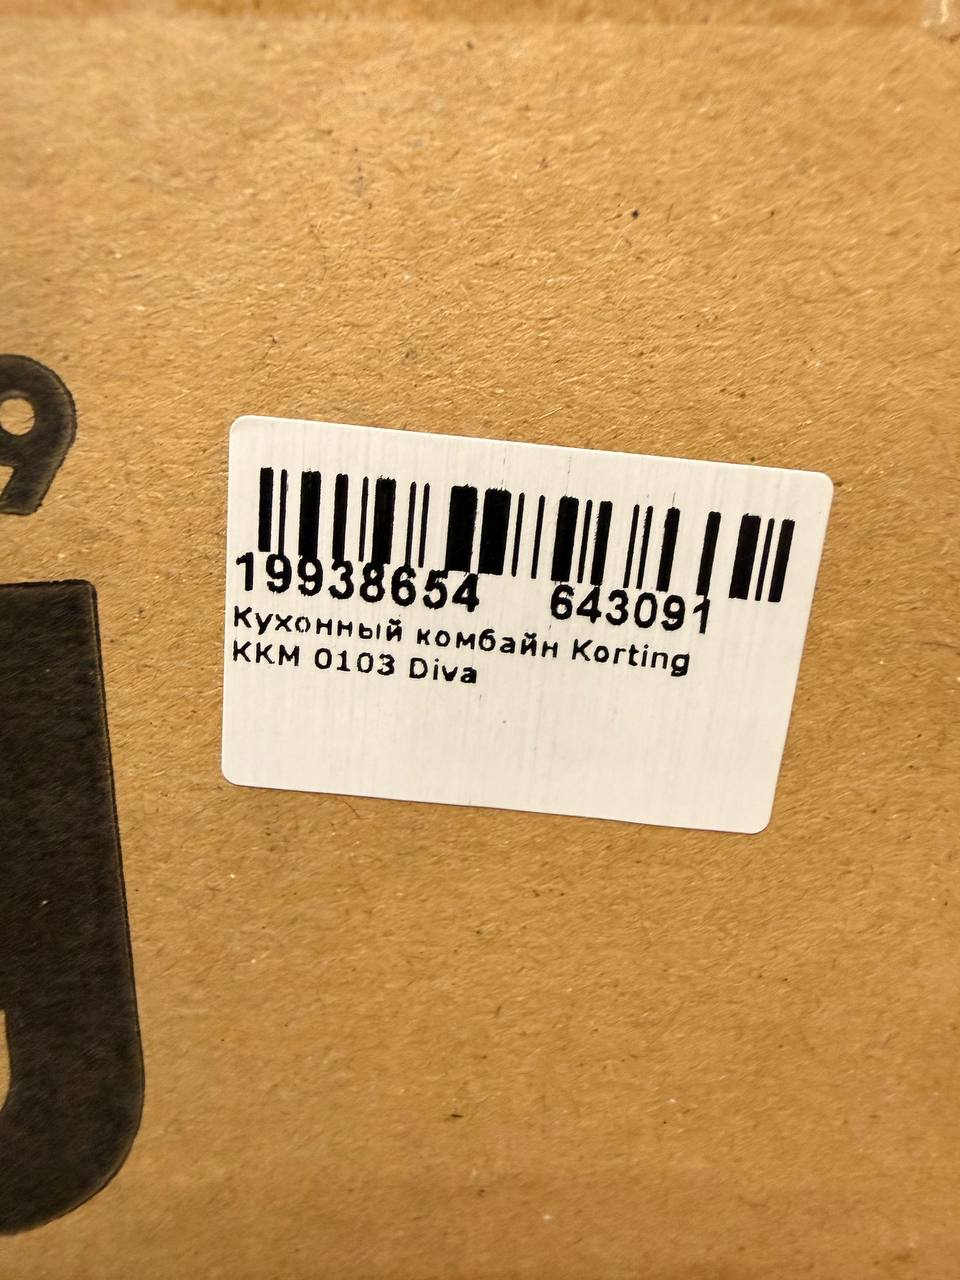 19938654 643091
Кухонный комбайн Korting
KKM 0103 Diva